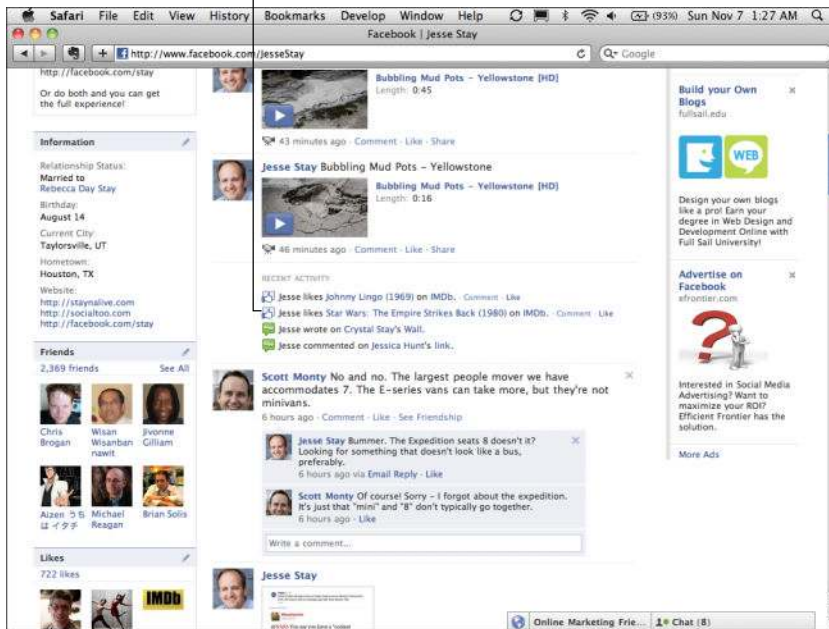 Safari File Edit View History Bookmarks Develop Window Help (93%) Sun Nov 7 1:27 AM
Facebook | Jesse Stay
http://www.facebook.com/JesseStay
Google
http://facebook.com/stay
Or do both and you can get
the full experience!
Information
Relationship Status:
Married to
Rebecca Day Stay
Birthday:
August 14
Current City:
Taylorsville, UT
Hometown:
Houston, TX
Website:
http://staynalive.com
http://socialtoo.com
http://facebook.com/stay
Friends
2,369 friends See All
Chris
Brogan
Wisan
Wisanban
nawit
Jivonne
Gilliam
Aizen うち
は イタチ
Michael
Reagan
Brian Solis
Likes
722 likes
IMDb
Bubbling Mud Pots - Yellowstone [HD]
Length: 0:45
43 minutes ago · Comment · Like · Share
Jesse Stay Bubbling Mud Pots - Yellowstone
Bubbling Mud Pots - Yellowstone [HD]
Length: 0:16
46 minutes ago · Comment · Like · Share
RECENT ACTIVITY
Jesse likes Johnny Lingo (1969) on IMDb. · Comment · Like
Jesse likes Star Wars: The Empire Strikes Back (1980) on IMDb. · Comment · Like
Jesse wrote on Crystal Stay's Wall.
Jesse commented on Jessica Hunt's link.
Scott Monty No and no. The largest people mover we have
accommodates 7. The E-series vans can take more, but they're not
minivans.
6 hours ago · Comment · Like · See Friendship
Jesse Stay Bummer. The Expedition seats 8 doesn't it?
Looking for something that doesn't look like a bus,
preferably.
6 hours ago via Email Reply · Like
Scott Monty Of course! Sorry - I forgot about the expedition.
It's just that "mini" and "8" don't typically go together.
6 hours ago · Like
Write a comment...
Jesse Stay
Build your Own
Blogs
fullsail.edu
WEB
Design your own blogs
like a pro! Earn your
degree in Web Design and
Development Online with
Full Sail University!
Advertise on
Facebook
efrontier.com
Interested in Social Media
Advertising? Want to
maximize your ROI?
Efficient Frontier has the
solution.
More Ads
Online Marketing Frie... Chat (8)